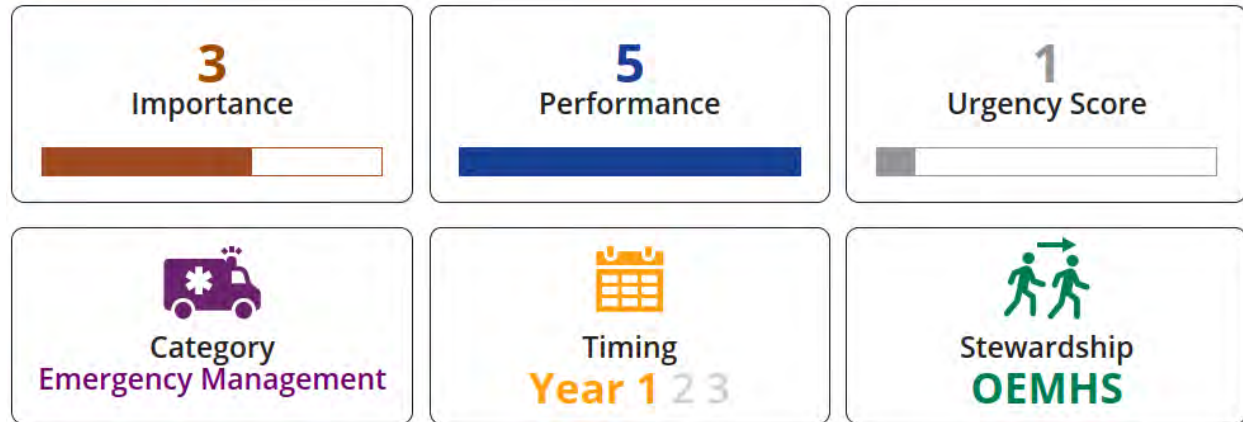 3
Importance
5
Performance
1
Urgency Score
Category
Emergency Management
Timing
Year 1 2 3
Stewardship
OEMHS